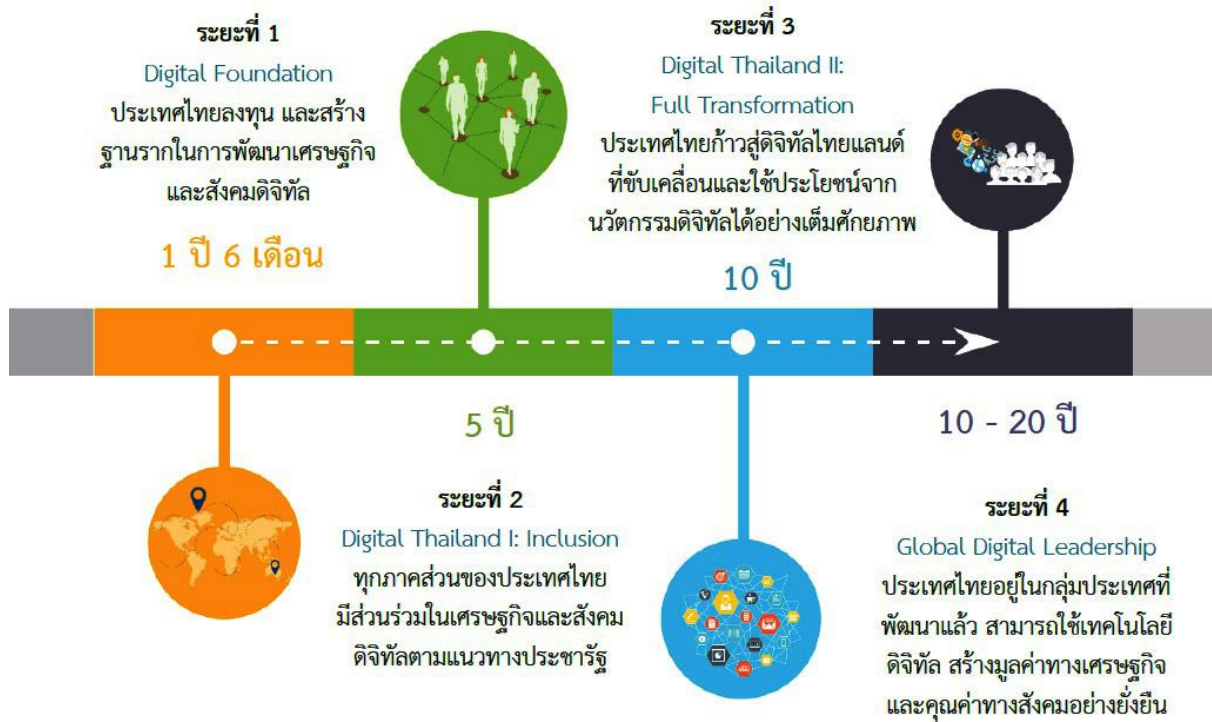 ระยะที่ 1
Digital Foundation
ประเทศไทยลงทุน และสร้าง
ฐานรากในการพัฒนาเศรษฐกิจ
และสังคมดิจิทัล
1 ปี 6 เดือน
5 ปี
ระยะที่ 2
Digital Thailand I: Inclusion
ทุกภาคส่วนของประเทศไทย
มีส่วนร่วมในเศรษฐกิจและสังคม
ดิจิทัลตามแนวทางประชารัฐ
ระยะที่ 3
Digital Thailand II:
Full Transformation
ประเทศไทยก้าวสู่ดิจิทัลไทยแลนด์
ที่ขับเคลื่อนและใช้ประโยชน์จาก
นวัตกรรมดิจิทัลได้อย่างเต็มศักยภาพ
10 ปี
10 - 20 ปี
ระยะที่ 4
Global Digital Leadership
ประเทศไทยอยู่ในกลุ่มประเทศที่
พัฒนาแล้ว สามารถใช้เทคโนโลยี
ดิจิทัล สร้างมูลค่าทางเศรษฐกิจ
และคุณค่าทางสังคมอย่างยั่งยืน